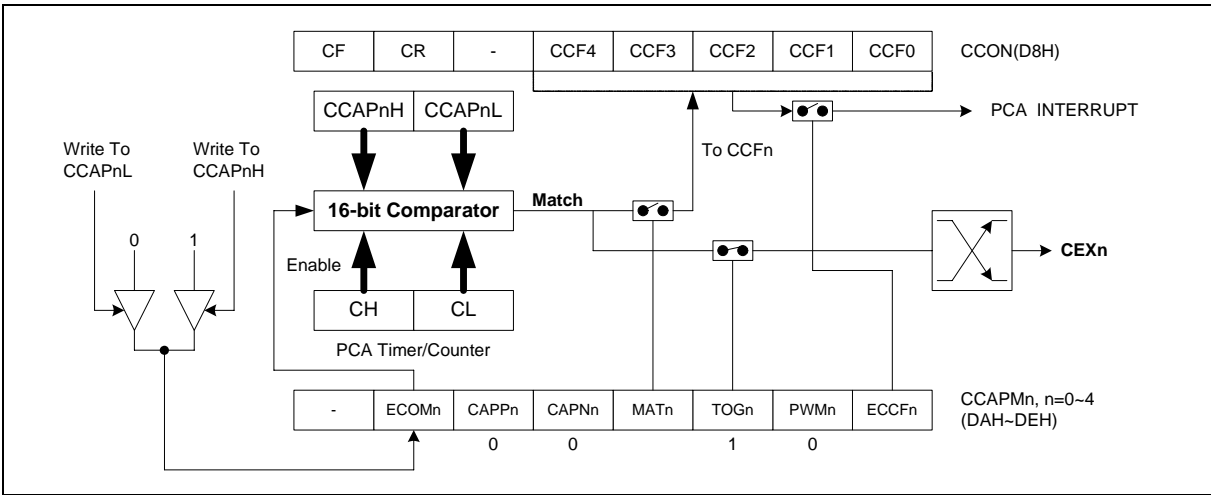 CF CR - CCF4 CCF3 CCF2 CCF1 CCF0 CCON(D8H)
CCAPnH CCAPnL
PCA INTERRUPT
To CCFn
Write To
CCAPnL
Write To
CCAPnH
16-bit Comparator
Match
0 1
Enable
CEXn
CH CL
PCA Timer/Counter
- ECOMn CAPPn CAPNn MATn TOGn PWMn ECCFn
CCAPMn, n=0~4
(DAH~DEH)
0 0 1 0